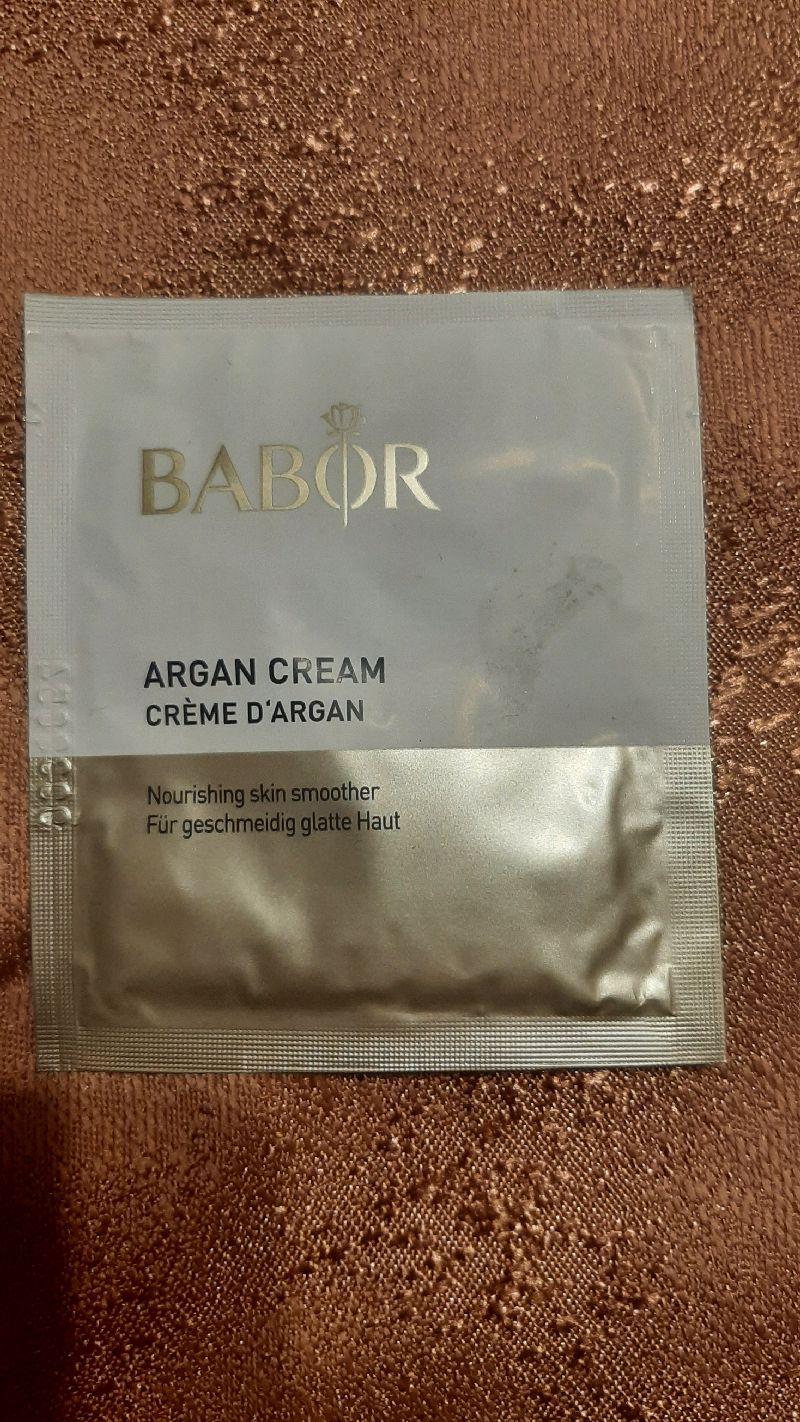 BABOR
ARGAN CREAM
CRÈME D'ARGAN
Nourishing skin smoother
Für geschmeidig glatte Haut